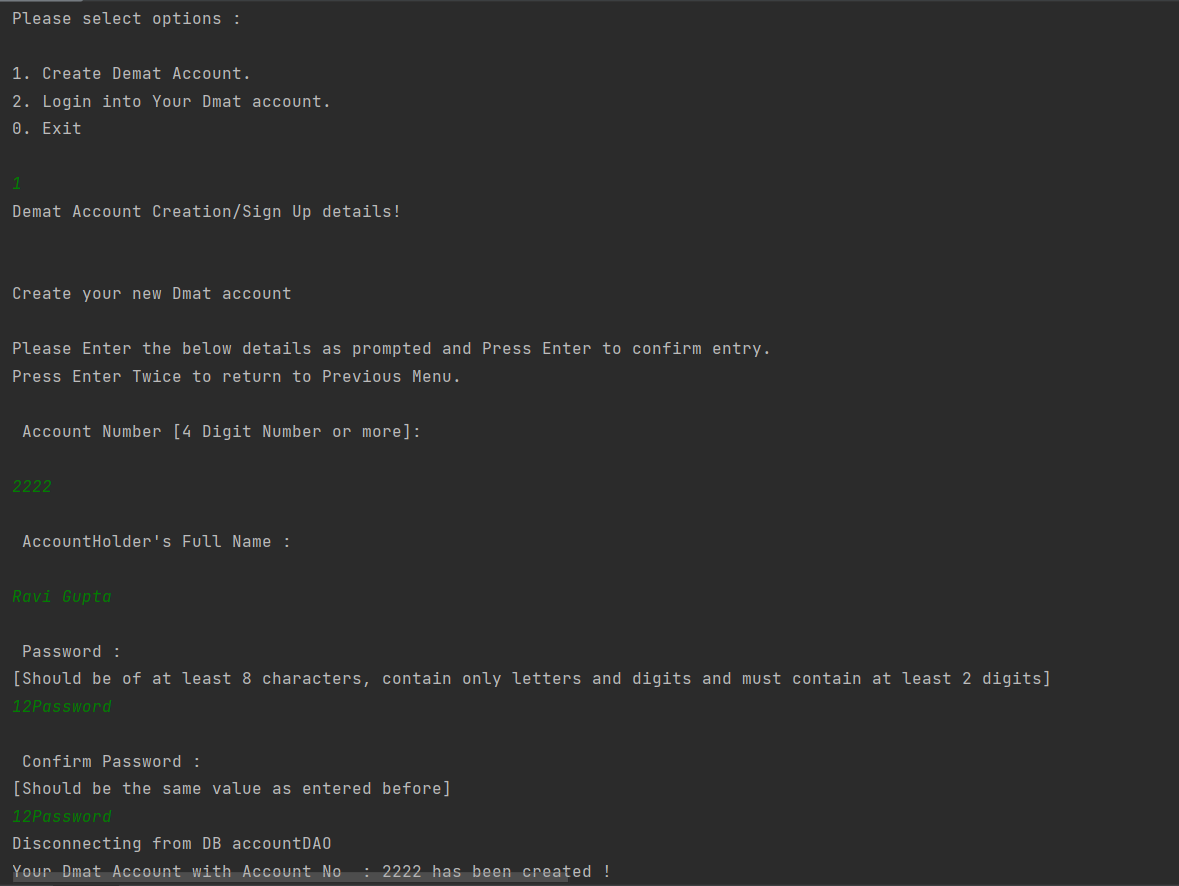 Please select options :
1. Create Demat Account.
2. Login into Your Dmat account.
0. Exit
1
Demat Account Creation/Sign Up details!
Create your new Dmat account
Please Enter the below details as prompted and Press Enter to confirm entry.
Press Enter Twice to return to Previous Menu.
Account Number [4 Digit Number or more]:
2222
AccountHolder's Full Name :
Ravi Gupta
Password :
[Should be of at least 8 characters, contain only letters and digits and must contain at least 2 digits]
12Password
Confirm Password :
[Should be the same value as entered before]
12Password
Disconnecting from DB accountDAO
Your Dmat Account with Account No  : 2222 has been created !